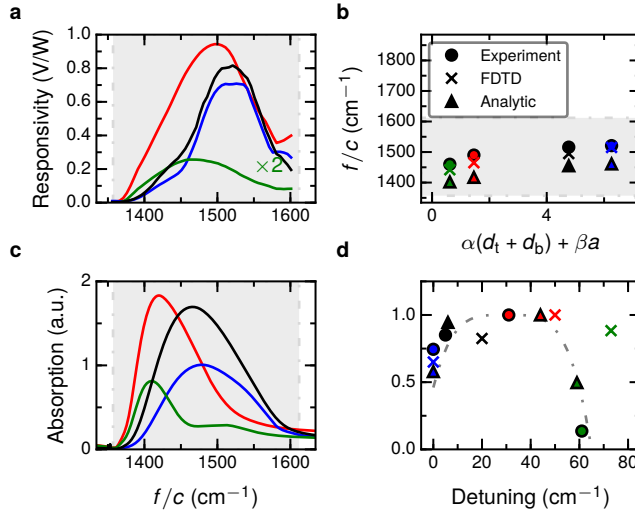 a
Responsivity (V/W)
1.0
0.8
0.6
0.4
0.2
0
×2
1400
1500
1600
b
f/c (cm⁻¹)
1800
1700
1600
1500
1400
Experiment
FDTD
Analytic
0
4
8
α(dₜ + d_b) + βa
c
Absorption (a.u.)
2
1
0
1400
1500
1600
f/c (cm⁻¹)
d
1.0
0.5
0.0
0
20
40
60
80
Detuning (cm⁻¹)